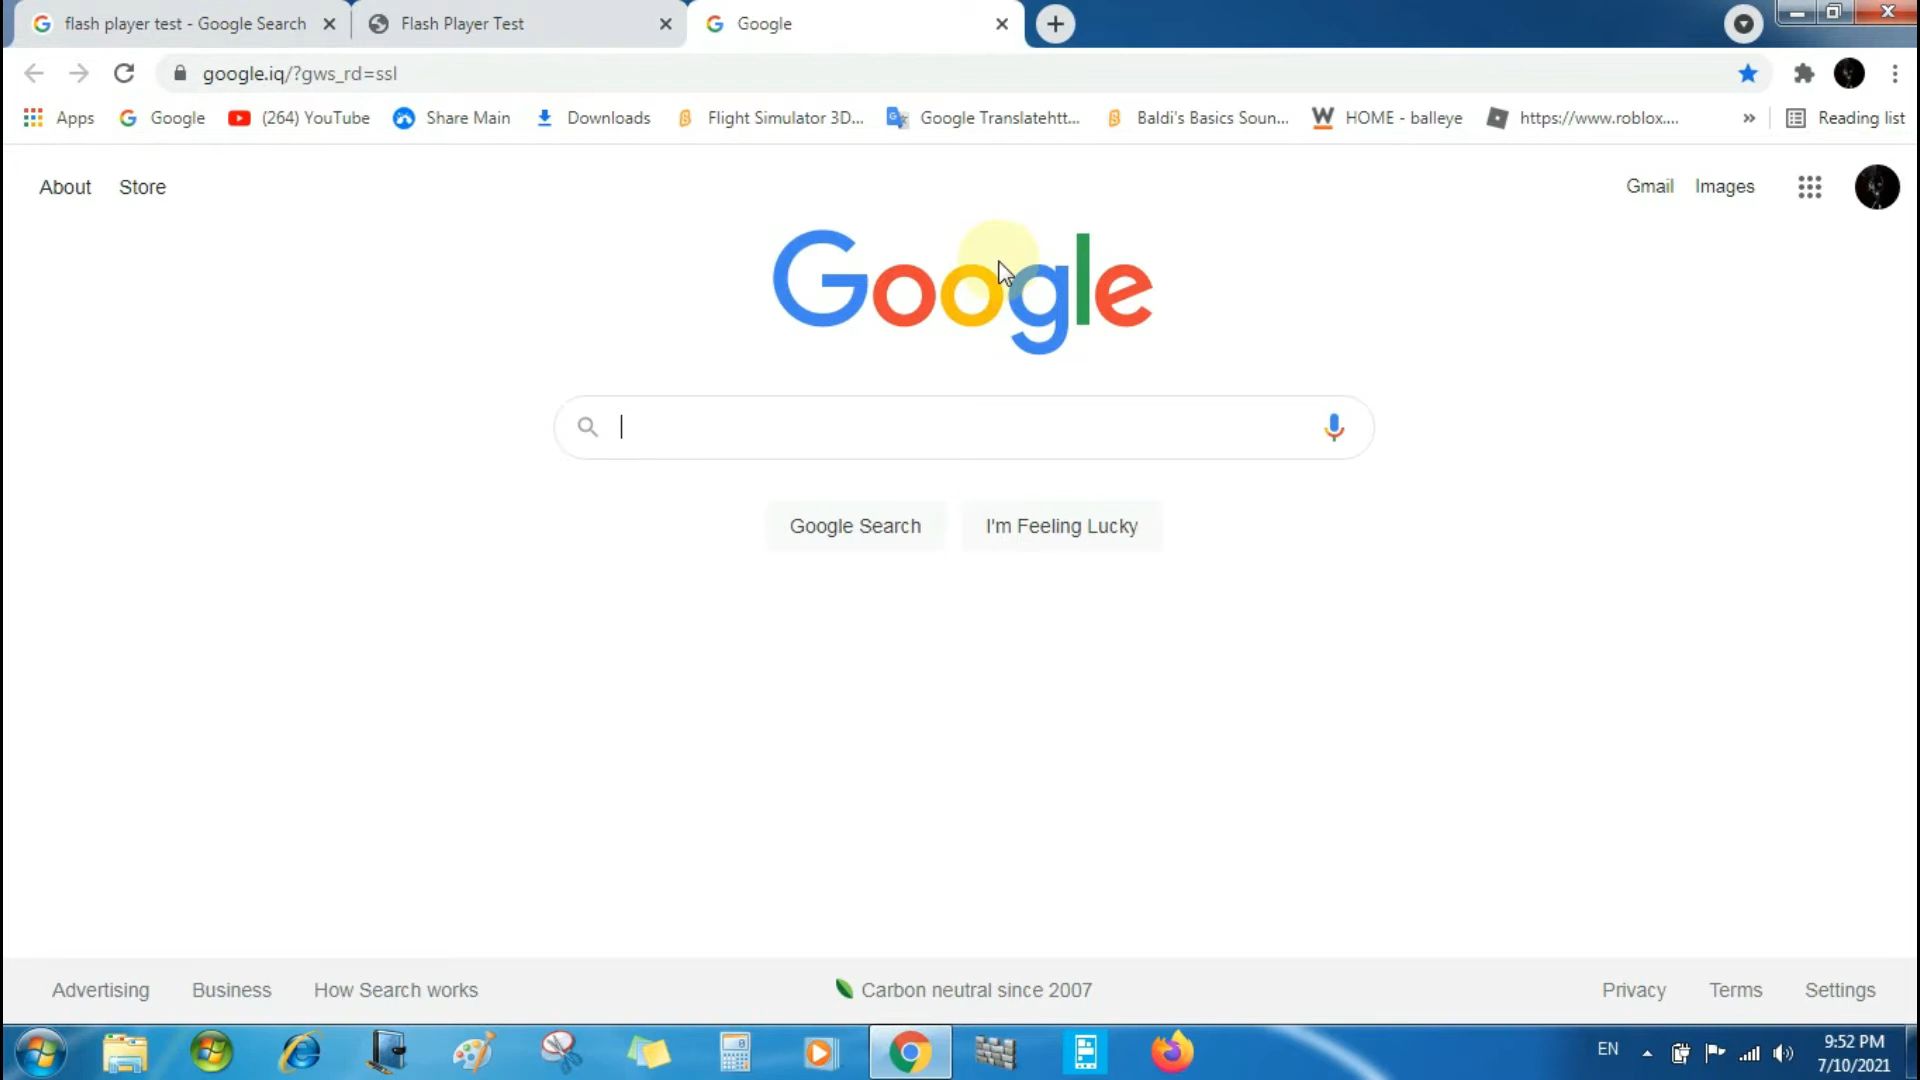 flash player test - Google Search
Flash Player Test
Google
google.iq/?gws_rd=ssl
Apps
Google
(264) YouTube
Share Main
Downloads
Flight Simulator 3D...
Google Translatehtt...
Baldi's Basics Soun...
HOME - balleye
https://www.roblox....
»
Reading list
About
Store
Gmail
Images
Google
Google Search
I'm Feeling Lucky
Advertising
Business
How Search works
Carbon neutral since 2007
Privacy
Terms
Settings
EN
9:52 PM
7/10/2021